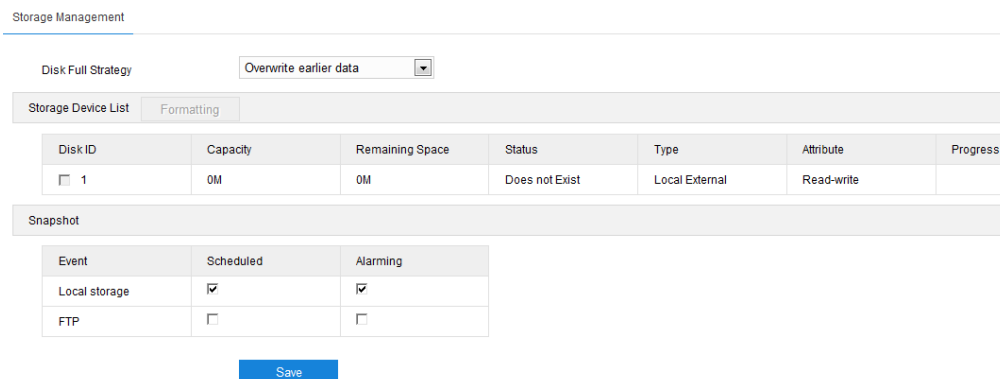 Storage Management
Disk Full Strategy Overwrite earlier data
Storage Device List Formatting
Disk ID Capacity Remaining Space Status Type Attribute Progress
1 0M 0M Does not Exist Local External Read-write
Snapshot
Event Scheduled Alarming
Local storage
FTP
Save